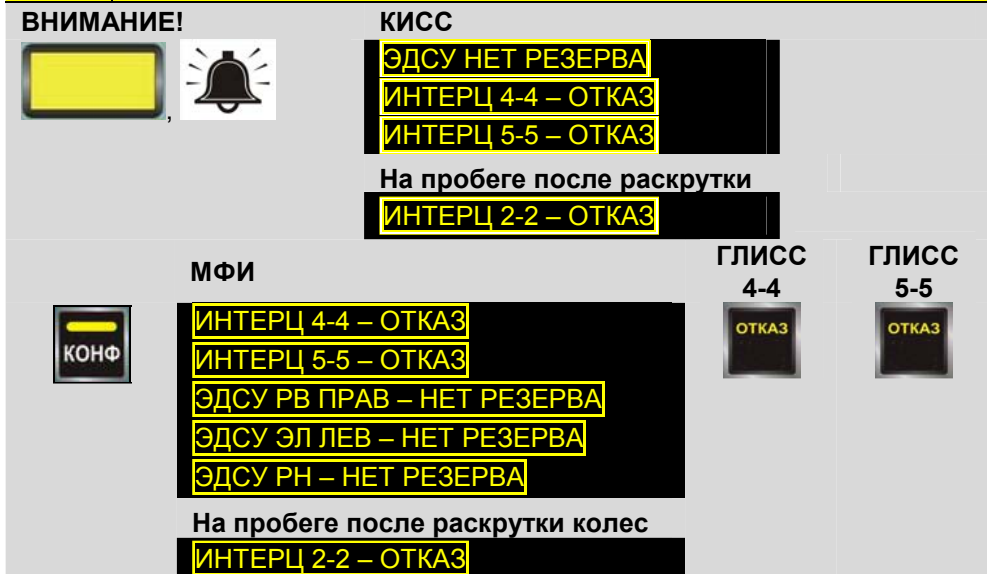 ВНИМАНИЕ!
КИСС
,
ЭДСУ НЕТ РЕЗЕРВА
ИНТЕРЦ 4-4 – ОТКАЗ
ИНТЕРЦ 5-5 – ОТКАЗ
На пробеге после раскрутки
ИНТЕРЦ 2-2 – ОТКАЗ
МФИ
ГЛИСС
4-4
ГЛИСС
5-5
КОНФ
ИНТЕРЦ 4-4 – ОТКАЗ
ИНТЕРЦ 5-5 – ОТКАЗ
ЭДСУ РВ ПРАВ – НЕТ РЕЗЕРВА
ЭДСУ ЭЛ ЛЕВ – НЕТ РЕЗЕРВА
ЭДСУ РН – НЕТ РЕЗЕРВА
ОТКАЗ
ОТКАЗ
На пробеге после раскрутки колес
ИНТЕРЦ 2-2 – ОТКАЗ